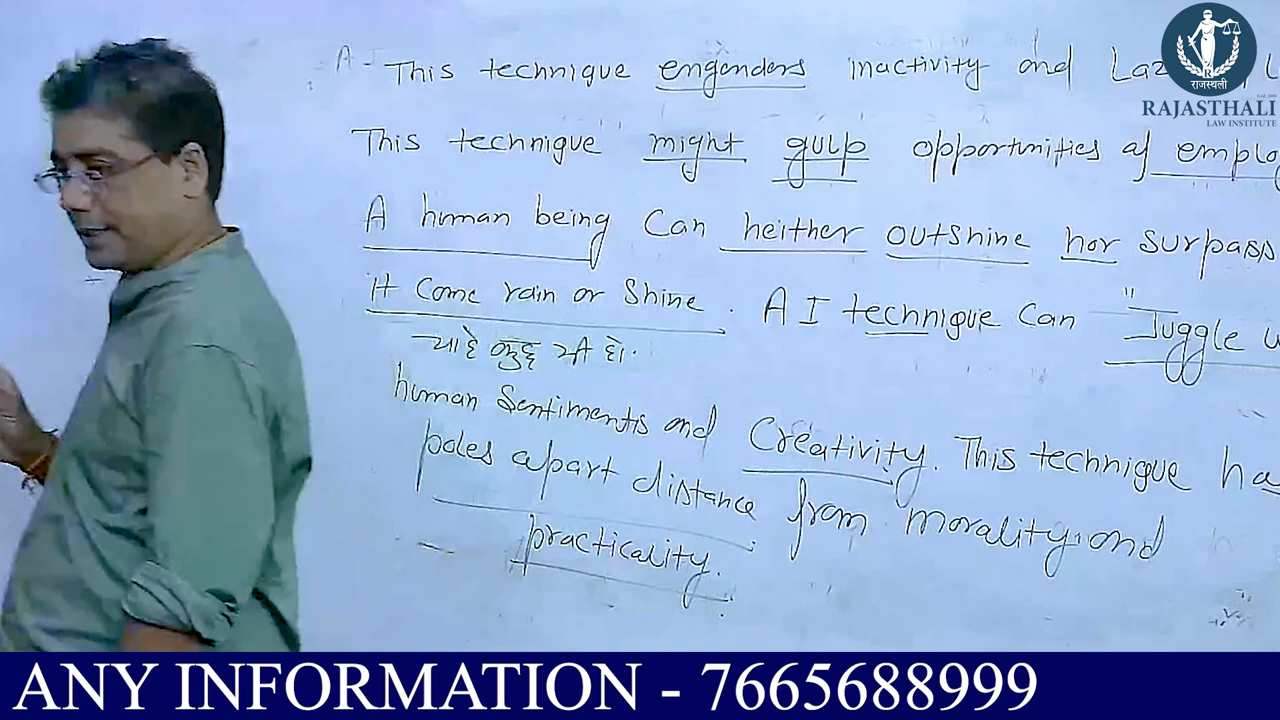 A - This technique engenders inactivity and Laz
This technique might gulp opportunities of emplo
A human being Can neither outshine nor surpass
it Come rain or Shine. A I technique Can "Juggle
चाहे कुछ भी हो.
human Sentiments and Creativity. This technique ha
poles apart distance from morality and
practicality.
राजस्थली
RAJASTHALI
LAW INSTITUTE
ANY INFORMATION - 7665688999